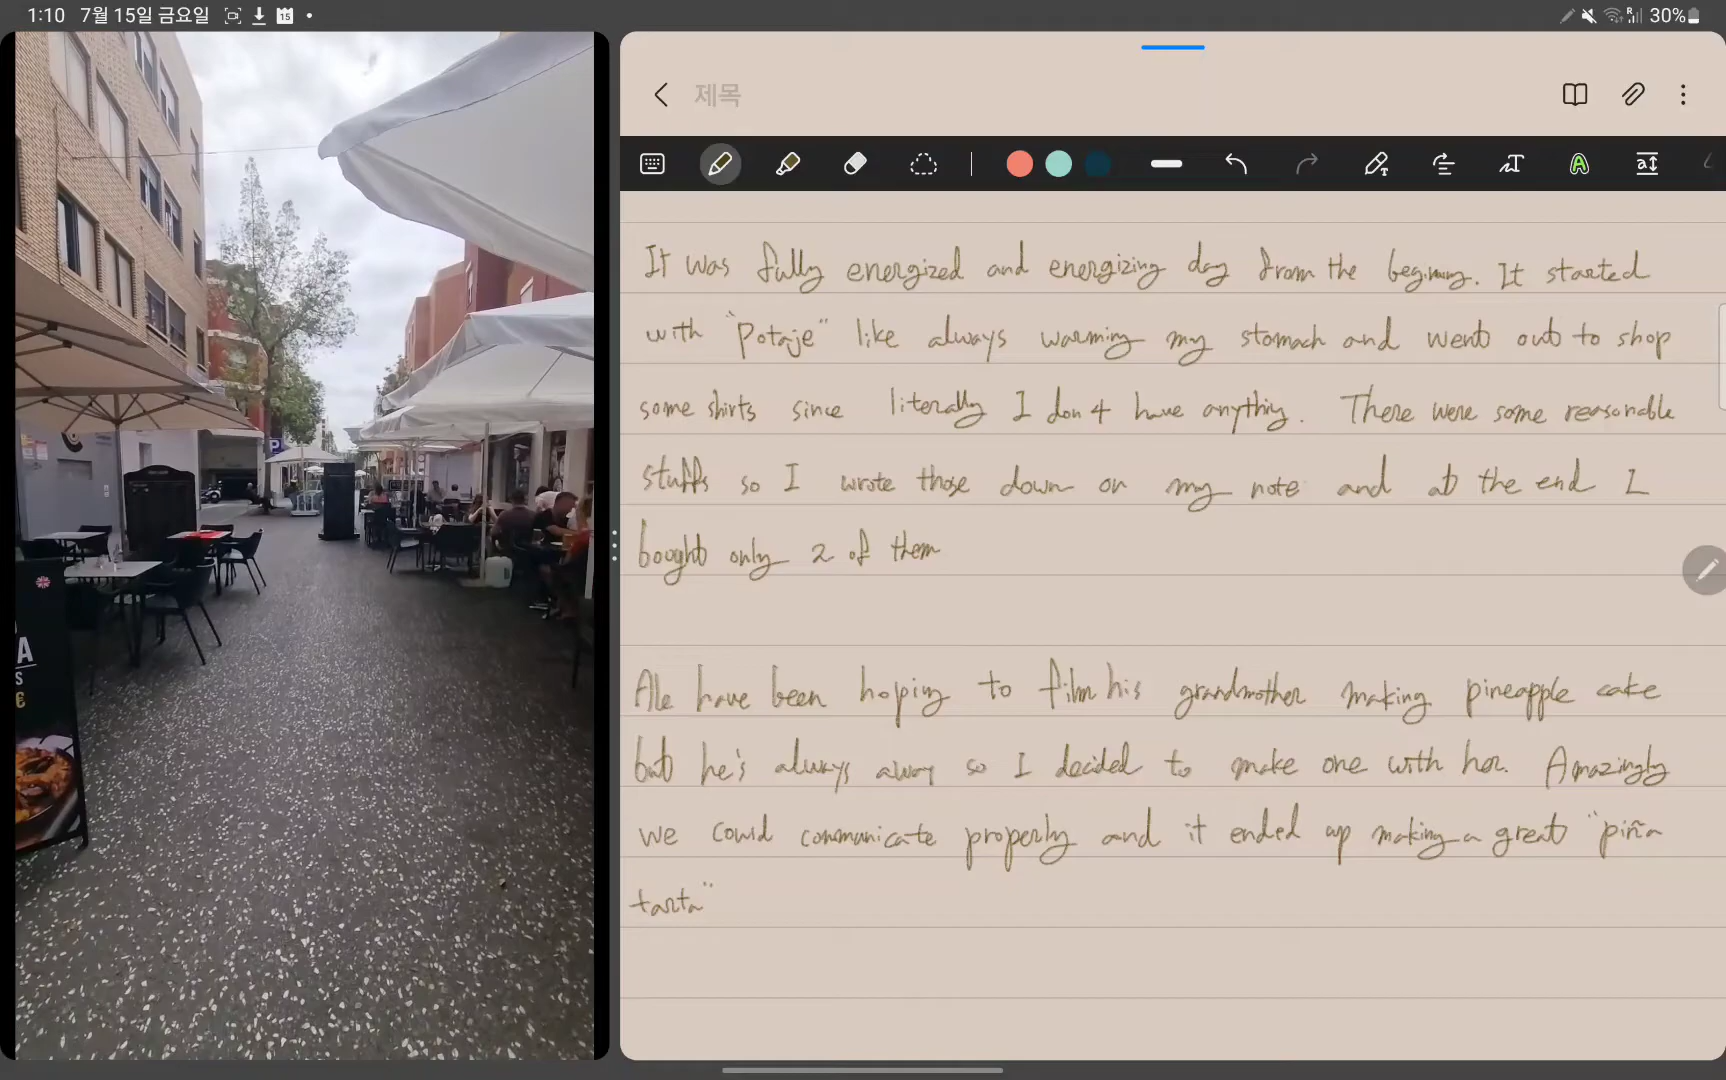 1:10 7월 15일 금요일 15
30%
제목
It was fully energized and energizing day from the begining. It started
with "Potaje" like always warming my stomach and went out to shop
some shirts since literally I don't have anything. There were some reasonable
stuffs so I wrote those down on my note and at the end I
bought only 2 of them
Ale have been hoping to film his grandmother making pineapple cake
but he's always away so I decided to make one with her. Amazingly
we could communicate properly and it ended up making a great "piña
tarta"
P
A
S
€